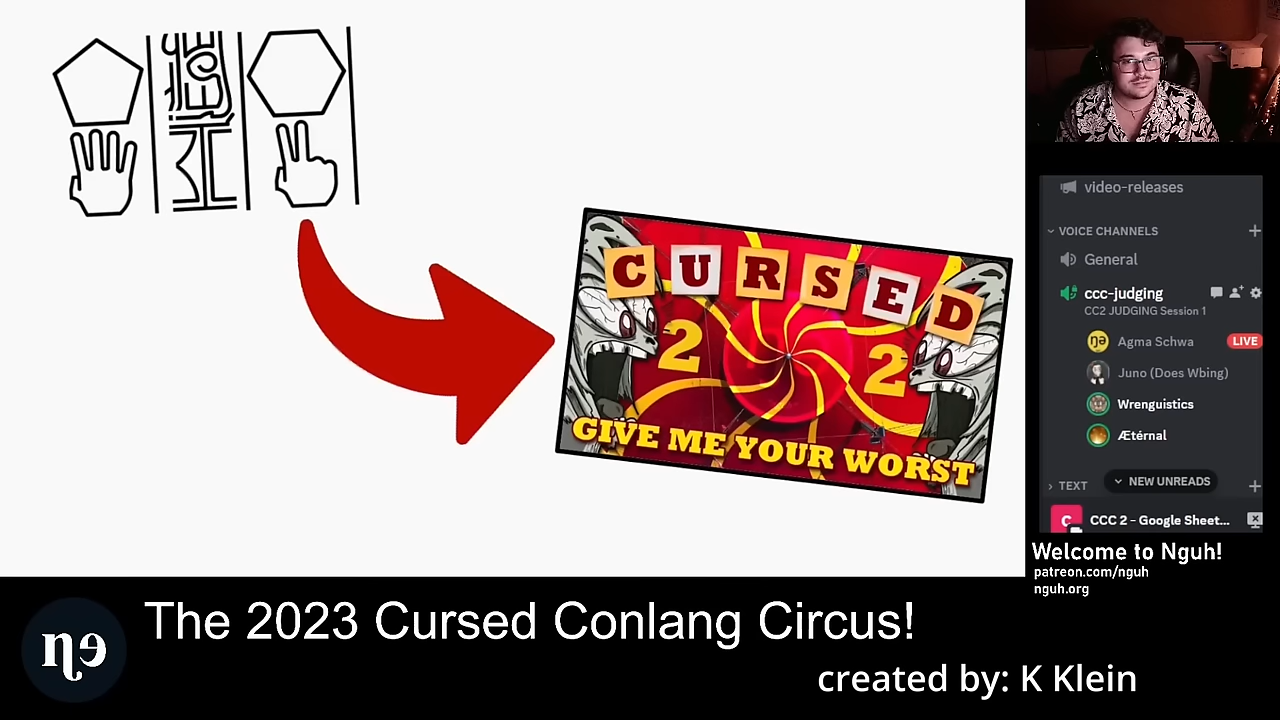 CURSED
2 2
GIVE ME YOUR WORST
video-releases
VOICE CHANNELS
General
ccc-judging
CC2 JUDGING Session 1
ŋə Agma Schwa LIVE
Juno (Does Wbing)
Wrenguistics
Ætérnal
TEXT
NEW UNREADS
C CCC 2 - Google Sheet...
Welcome to Nguh!
patreon.com/nguh
nguh.org
ŋɘ
The 2023 Cursed Conlang Circus!
created by: K Klein